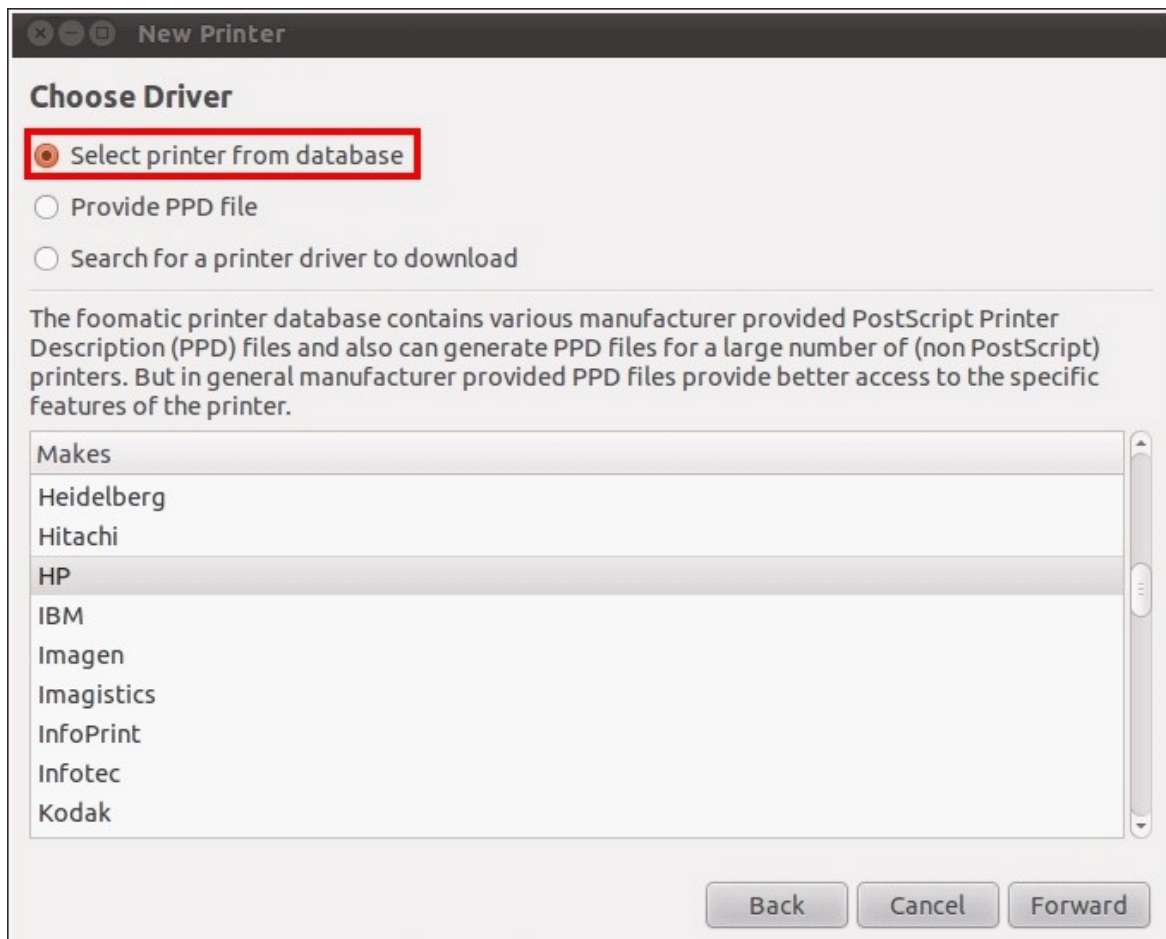 New Printer
Choose Driver
Select printer from database
Provide PPD file
Search for a printer driver to download
The foomatic printer database contains various manufacturer provided PostScript Printer
Description (PPD) files and also can generate PPD files for a large number of (non PostScript)
printers. But in general manufacturer provided PPD files provide better access to the specific
features of the printer.
Makes
Heidelberg
Hitachi
HP
IBM
Imagen
Imagistics
InfoPrint
Infotec
Kodak
Back Cancel Forward